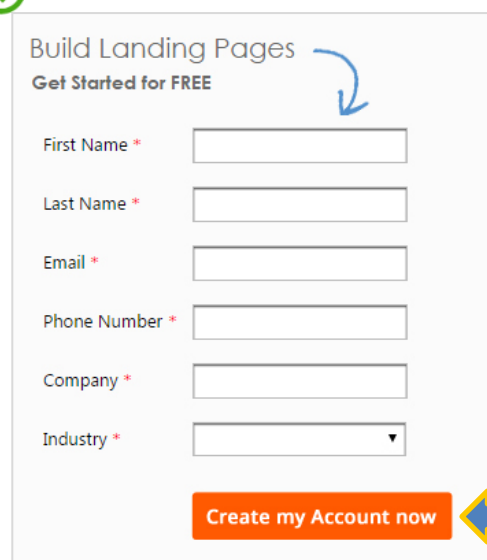 Build Landing Pages
Get Started for FREE
First Name *
Last Name *
Email *
Phone Number *
Company *
Industry *
Create my Account now